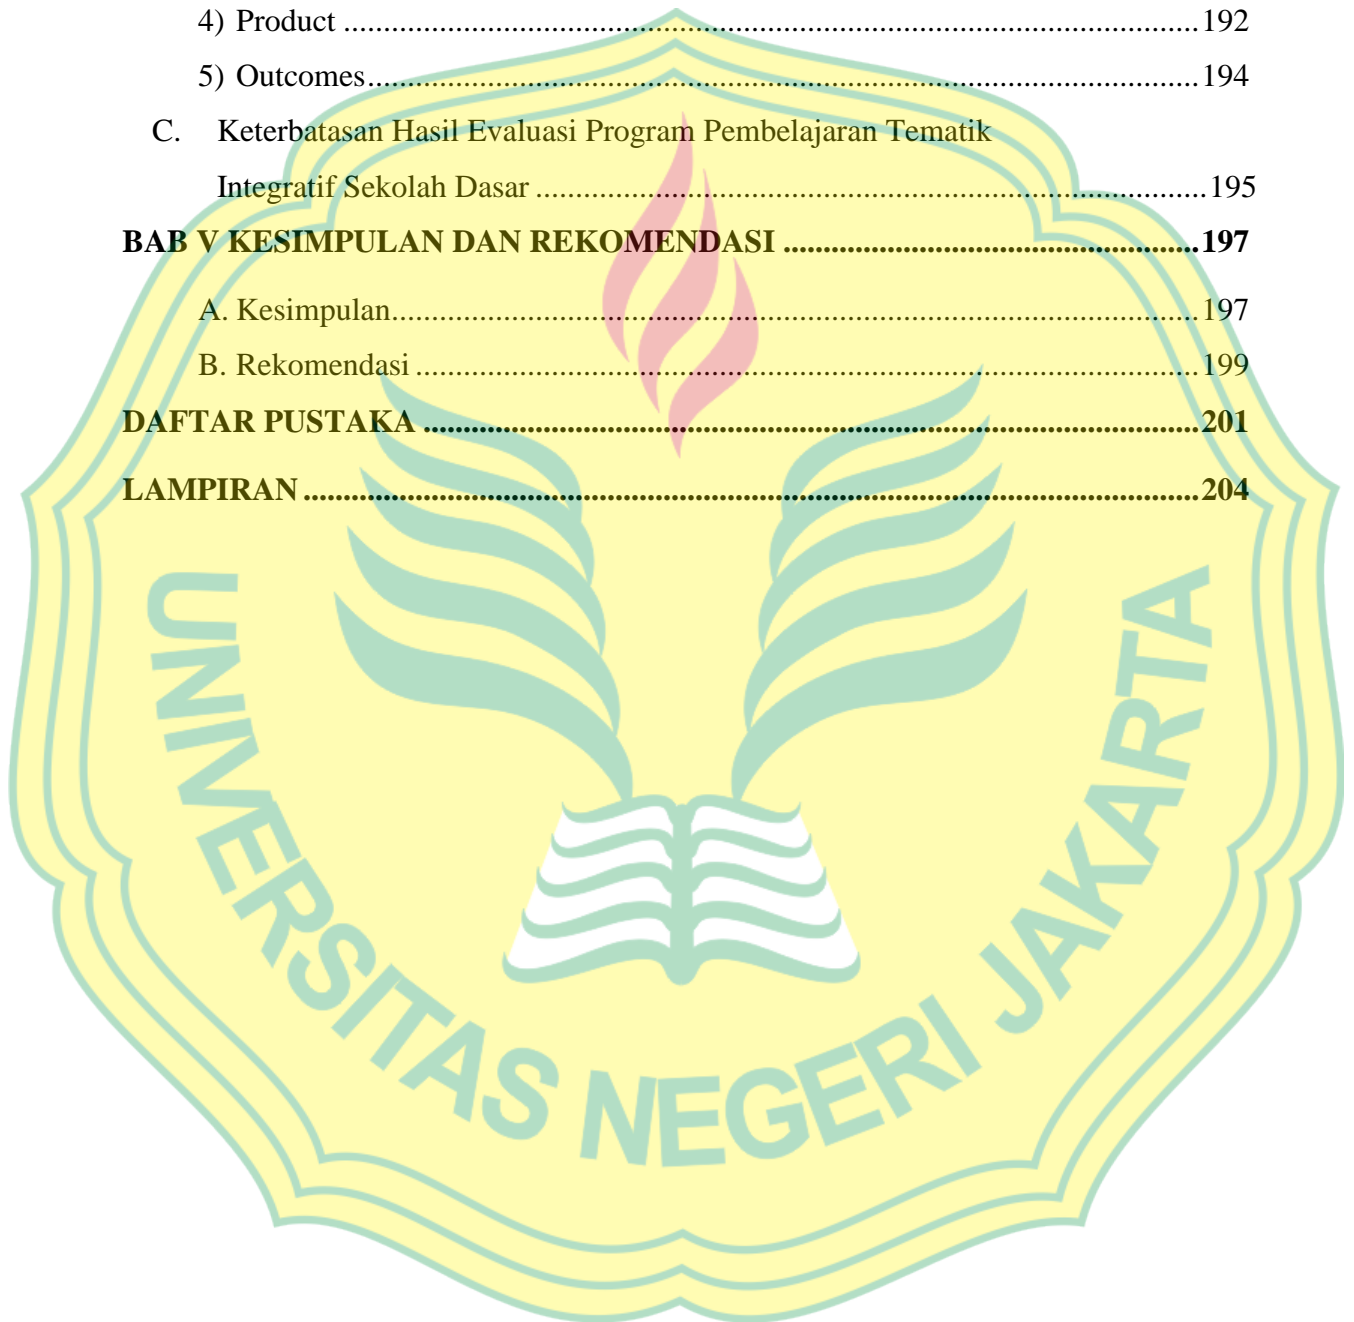 4) Product ........................................................................................................... 192
5) Outcomes........................................................................................................ 194
C. Keterbatasan Hasil Evaluasi Program Pembelajaran Tematik
Integratif Sekolah Dasar ....................................................................................195
BAB V KESIMPULAN DAN REKOMENDASI ....................................................197
A. Kesimpulan..................................................................................................... 197
B. Rekomendasi .................................................................................................. 199
DAFTAR PUSTAKA .................................................................................................201
LAMPIRAN ................................................................................................................204
UNIVERSITAS NEGERI JAKARTA